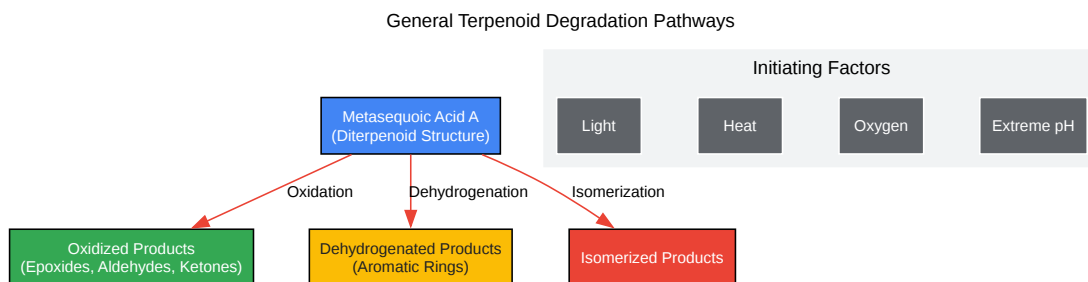 General Terpenoid Degradation Pathways
Initiating Factors
Light
Heat
Oxygen
Extreme pH
Metasequoic Acid A
(Diterpenoid Structure)
Oxidation
Dehydrogenation
Isomerization
Oxidized Products
(Epoxides, Aldehydes, Ketones)
Dehydrogenated Products
(Aromatic Rings)
Isomerized Products